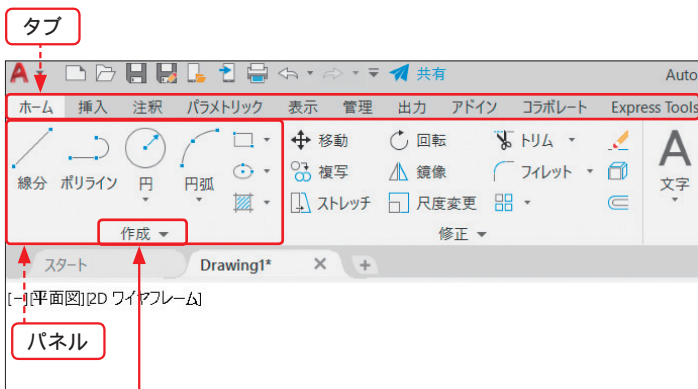 タブ
共有
Auto
ホーム 挿入 注釈 パラメトリック 表示 管理 出力 アドイン コラボレート Express Tools
移動 回転 トリム
線分 ポリライン 円 円弧 複写 鏡像 フィレット 文字
ストレッチ 尺度変更
作成 修正
スタート Drawing1*
[-][平面図][2D ワイヤフレーム]
パネル